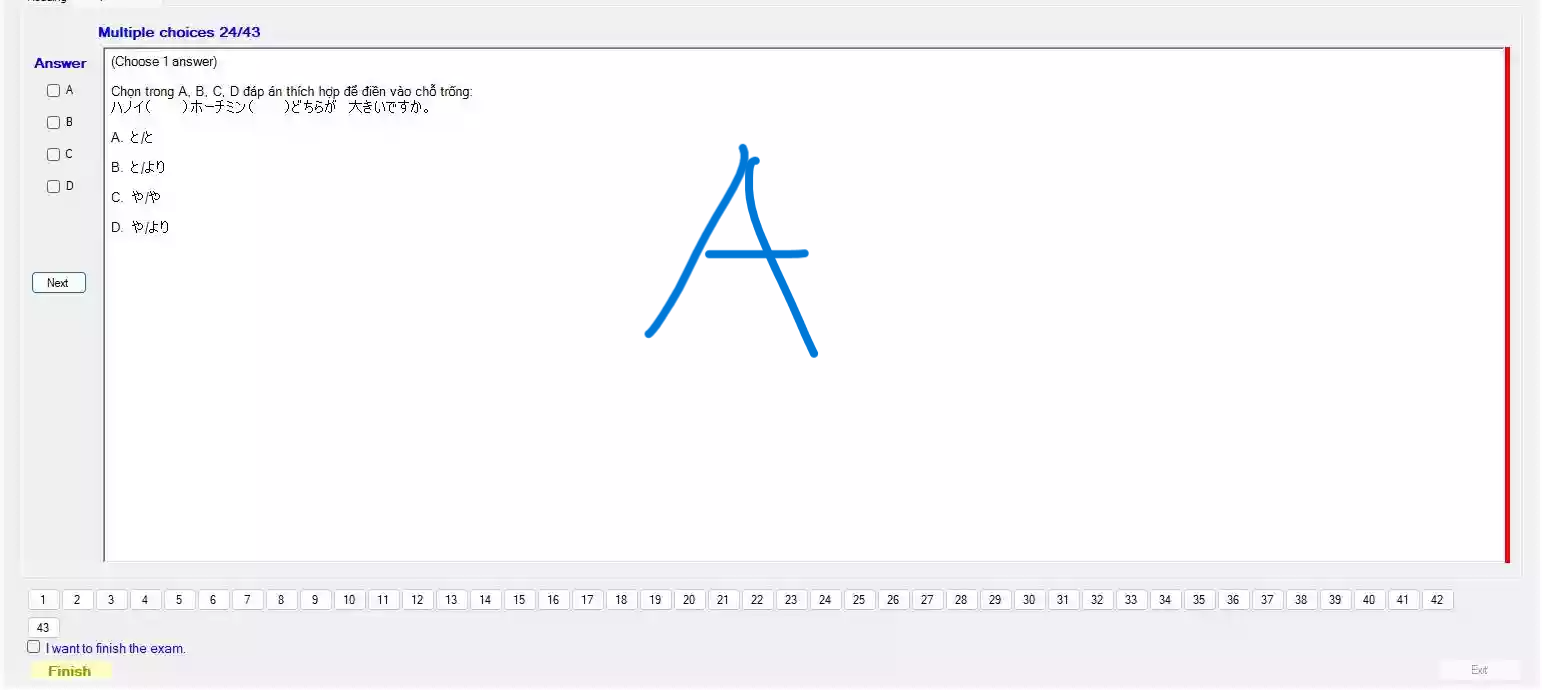 Multiple choices 24/43
Answer
(Choose 1 answer)
A
B
C
D
Next
Chọn trong A, B, C, D đáp án thích hợp để điền vào chỗ trống:
ハノイ(　　)ホーチミン(　　)どちらが　大きいですか。
A. と/と
B. と/より
C. や/や
D. や/より
A
1 2 3 4 5 6 7 8 9 10 11 12 13 14 15 16 17 18 19 20 21 22 23 24 25 26 27 28 29 30 31 32 33 34 35 36 37 38 39 40 41 42
43
I want to finish the exam.
Finish
Exit